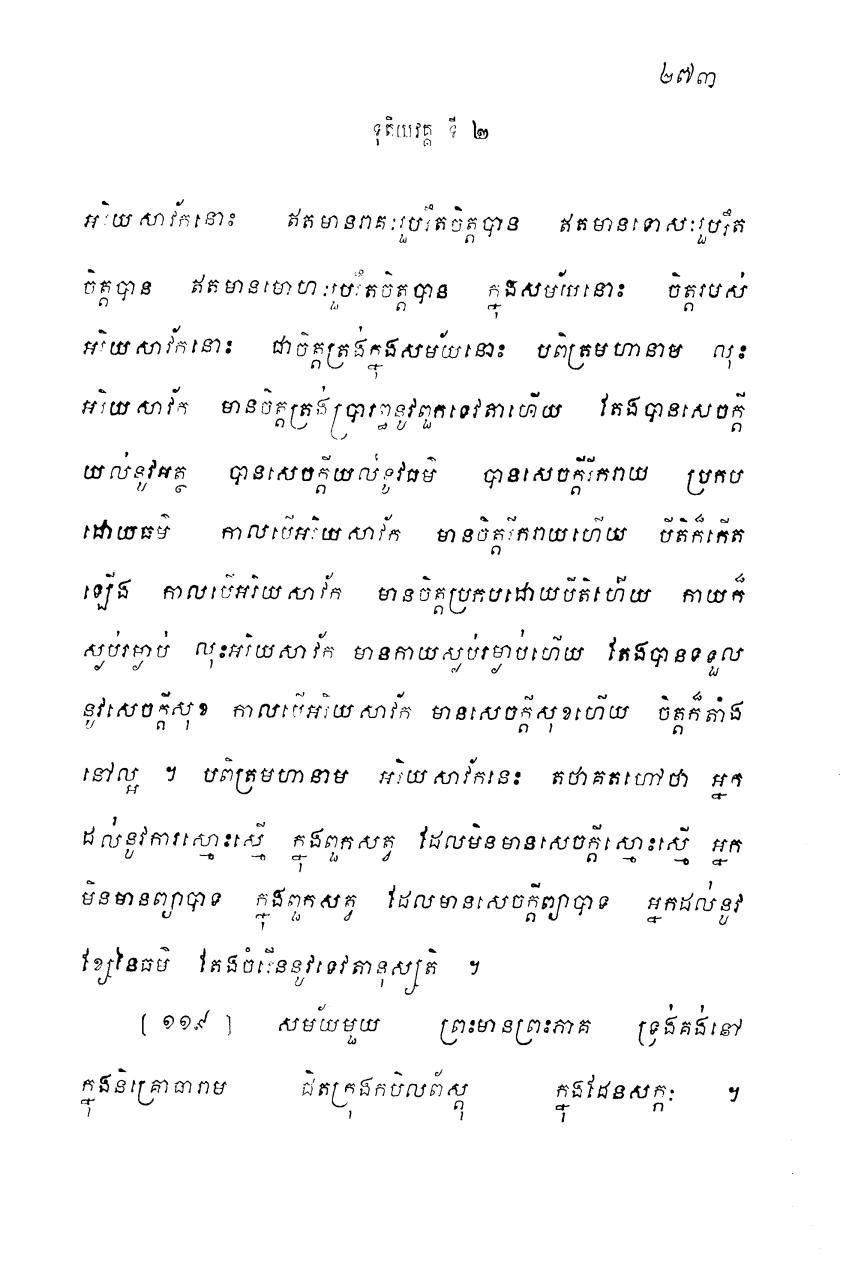 ២៧៣
ទុតិយវគ្គ ទី ២
អរិយសាវ័កនោះ ឥតមានរាគៈរួបរឹតចិត្តបាន ឥតមានទោសៈរួបរឹត
ចិត្តបាន ឥតមានមោហៈរួបរឹតចិត្តបាន ក្នុងសម័យនោះ ចិត្តរបស់
អរិយសាវ័កនោះ ជាចិត្តត្រង់ក្នុងសម័យនោះ បពិត្រមហានាម លុះ
អរិយសាវ័ក មានចិត្តត្រង់ប្រារព្ធនូវពួកទេវតាហើយ តែងបានសេចក្តី
យល់នូវអត្ថ បានសេចក្តីយល់នូវធម៌ បានសេចក្តីរីករាយ ប្រកប
ដោយធម៌ កាលបើអរិយសាវ័ក មានចិត្តរីករាយហើយ បីតិក៏កើត
ឡើង កាលបើអរិយសាវ័ក មានចិត្តប្រកបដោយបីតិហើយ កាយក៏
ស្ងប់រម្ងាប់ លុះអរិយសាវ័ក មានកាយស្ងប់រម្ងាប់ហើយ តែងបានទទួល
នូវសេចក្តីសុខ កាលបើអរិយសាវ័ក មានសេចក្តីសុខហើយ ចិត្តក៏តាំង
នៅល្អ ។ បពិត្រមហានាម អរិយសាវ័កនេះ តថាគតហៅថា អ្នក
ដល់នូវការស្មោះស្មើ ក្នុងពួកសត្វ ដែលមិនមានសេចក្តីស្មោះស្មើ អ្នក
មិនមានព្យាបាទ ក្នុងពួកសត្វ ដែលមានសេចក្តីព្យាបាទ អ្នកដល់នូវ
ខ្សែនៃធម៌ តែងចំរើននូវទេវតានុស្សតិ ។
[ ១១៩ ] សម័យមួយ ព្រះមានព្រះភាគ ទ្រង់គង់នៅ
ក្នុងនិគ្រោធារាម ជិតក្រុងកបិលព័ស្តុ ក្នុងដែនសក្កៈ ។